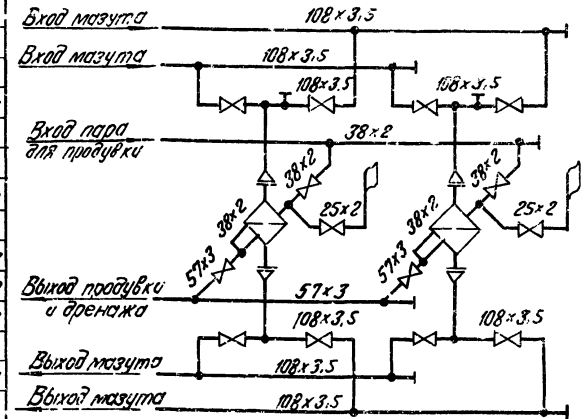 Вход мазута 108×3,5
Вход мазута 108×3,5
108×3,5 108×3,5
Вход пара 38×2
для продувки
38×2 38×2
38×2 25×2 38×2 25×2
57×3 57×3
Выход продувки 57×3
и дренажа
108×3,5 108×3,5
Выход мазута 108×3,5
Выход мазута 108×3,5